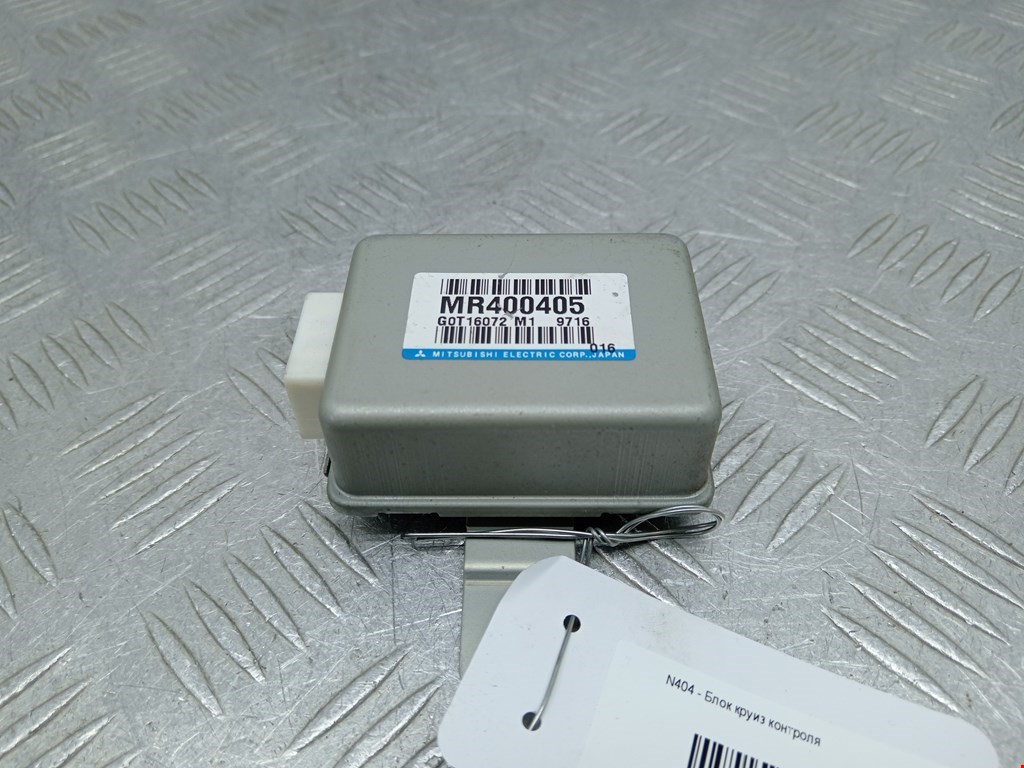 MR400405
G0T16072 M1 9716
016
MITSUBISHI ELECTRIC CORP., JAPAN
N404 - Блок круиз контроля